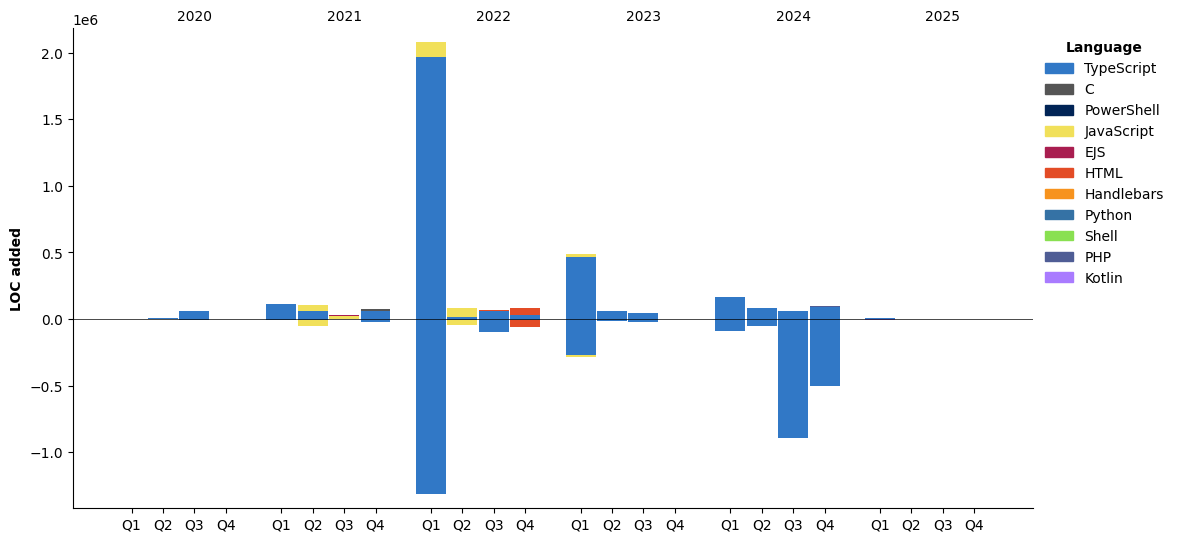 1e6
2020 2021 2022 2023 2024 2025
2.0
1.5
1.0
0.5
0.0
−0.5
−1.0
LOC added
Q1 Q2 Q3 Q4 Q1 Q2 Q3 Q4 Q1 Q2 Q3 Q4 Q1 Q2 Q3 Q4 Q1 Q2 Q3 Q4 Q1 Q2 Q3 Q4
Language
TypeScript
C
PowerShell
JavaScript
EJS
HTML
Handlebars
Python
Shell
PHP
Kotlin